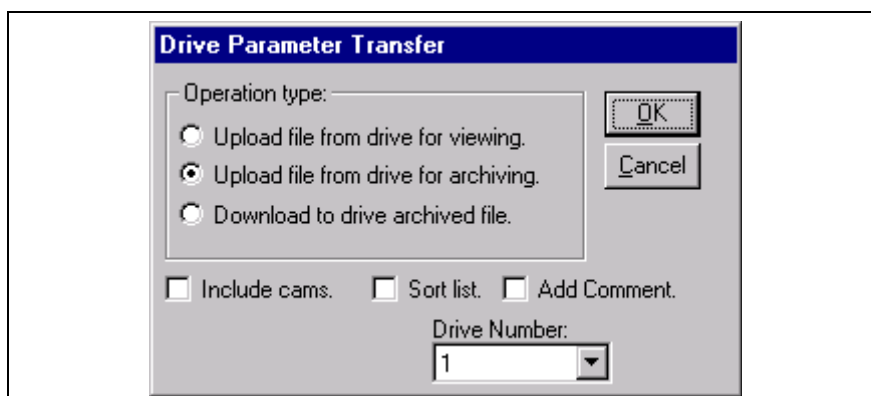 Drive Parameter Transfer
Operation type:
Upload file from drive for viewing.
Upload file from drive for archiving.
Download to drive archived file.
OK
Cancel
Include cams. Sort list. Add Comment.
Drive Number:
1